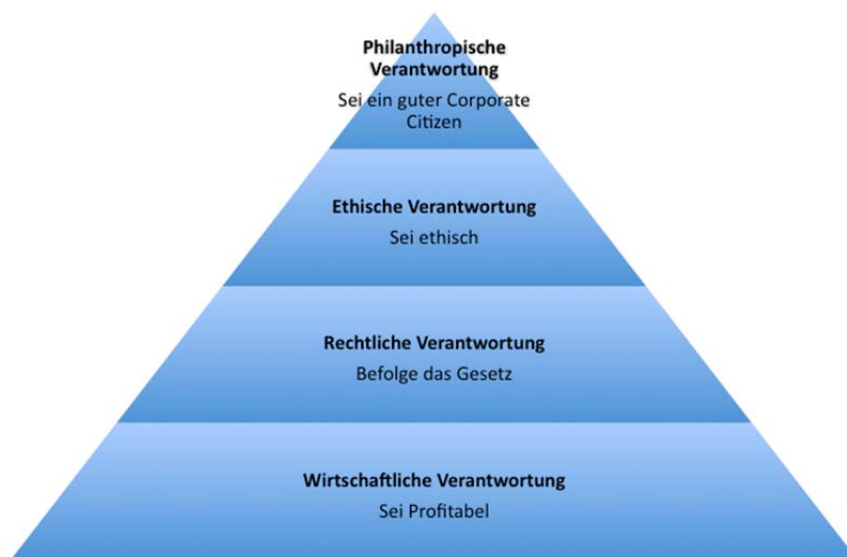 Philanthropische
Verantwortung
Sei ein guter Corporate
Citizen
Ethische Verantwortung
Sei ethisch
Rechtliche Verantwortung
Befolge das Gesetz
Wirtschaftliche Verantwortung
Sei Profitabel